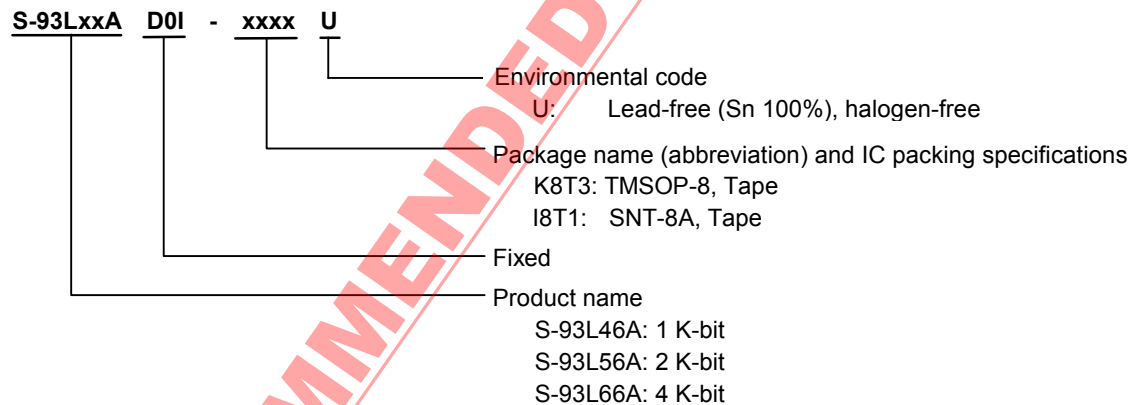 S-93LxxA D0I - xxxx U
Environmental code
U: Lead-free (Sn 100%), halogen-free
Package name (abbreviation) and IC packing specifications
K8T3: TMSOP-8, Tape
I8T1: SNT-8A, Tape
Fixed
Product name
S-93L46A: 1 K-bit
S-93L56A: 2 K-bit
S-93L66A: 4 K-bit
MMENDED